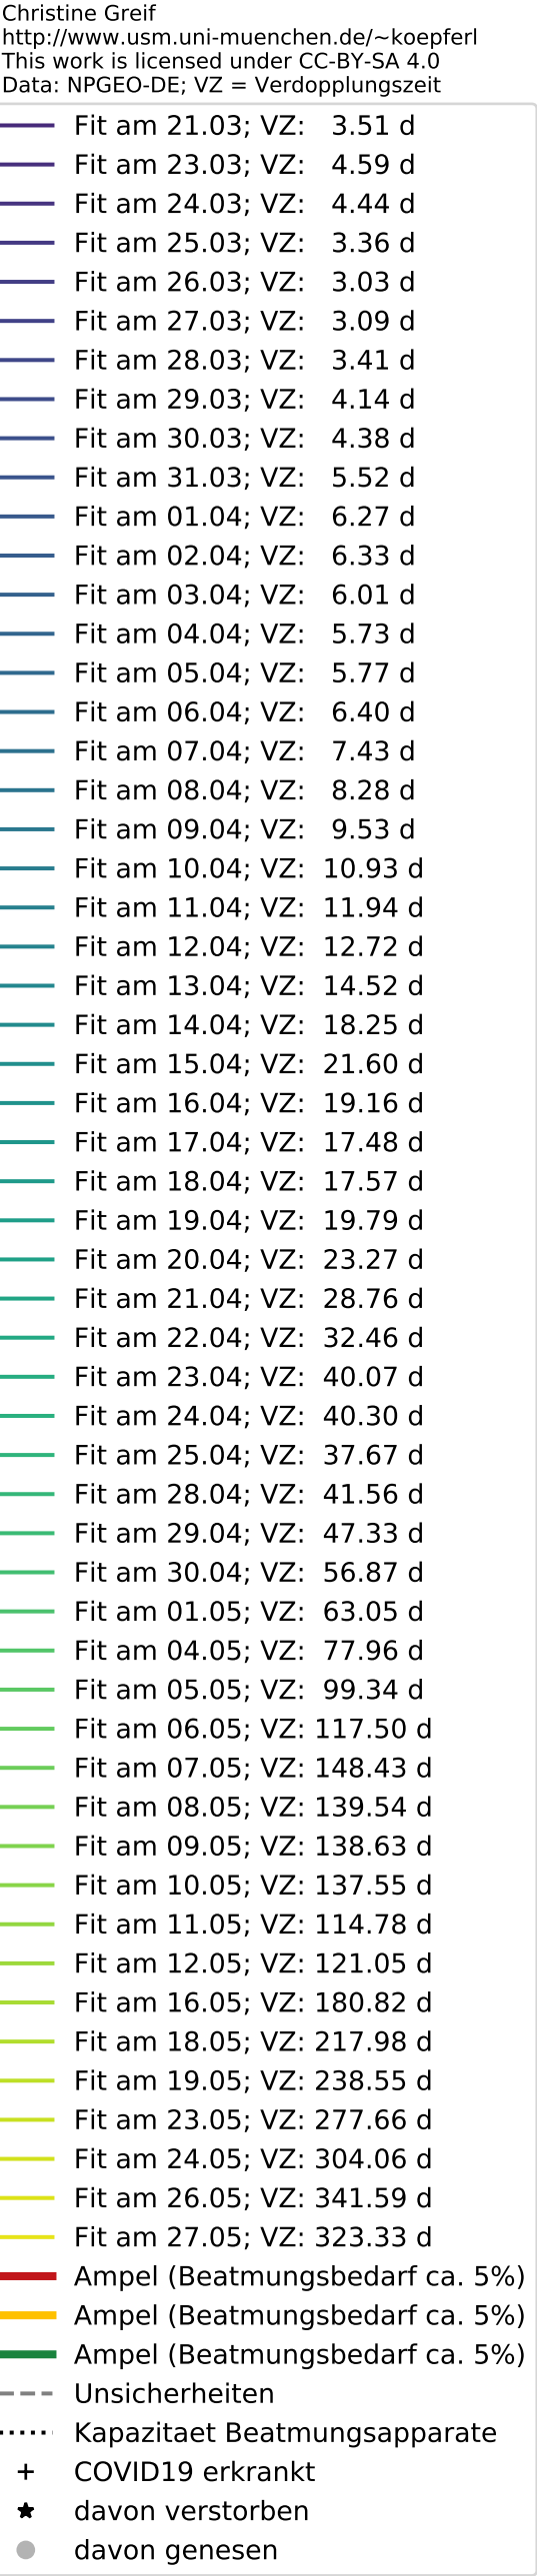 Christine Greif
http://www.usm.uni-muenchen.de/~koepferl
This work is licensed under CC-BY-SA 4.0
Data: NPGEO-DE; VZ = Verdopplungszeit
Fit am 21.03; VZ: 3.51 d
Fit am 23.03; VZ: 4.59 d
Fit am 24.03; VZ: 4.44 d
Fit am 25.03; VZ: 3.36 d
Fit am 26.03; VZ: 3.03 d
Fit am 27.03; VZ: 3.09 d
Fit am 28.03; VZ: 3.41 d
Fit am 29.03; VZ: 4.14 d
Fit am 30.03; VZ: 4.38 d
Fit am 31.03; VZ: 5.52 d
Fit am 01.04; VZ: 6.27 d
Fit am 02.04; VZ: 6.33 d
Fit am 03.04; VZ: 6.01 d
Fit am 04.04; VZ: 5.73 d
Fit am 05.04; VZ: 5.77 d
Fit am 06.04; VZ: 6.40 d
Fit am 07.04; VZ: 7.43 d
Fit am 08.04; VZ: 8.28 d
Fit am 09.04; VZ: 9.53 d
Fit am 10.04; VZ: 10.93 d
Fit am 11.04; VZ: 11.94 d
Fit am 12.04; VZ: 12.72 d
Fit am 13.04; VZ: 14.52 d
Fit am 14.04; VZ: 18.25 d
Fit am 15.04; VZ: 21.60 d
Fit am 16.04; VZ: 19.16 d
Fit am 17.04; VZ: 17.48 d
Fit am 18.04; VZ: 17.57 d
Fit am 19.04; VZ: 19.79 d
Fit am 20.04; VZ: 23.27 d
Fit am 21.04; VZ: 28.76 d
Fit am 22.04; VZ: 32.46 d
Fit am 23.04; VZ: 40.07 d
Fit am 24.04; VZ: 40.30 d
Fit am 25.04; VZ: 37.67 d
Fit am 28.04; VZ: 41.56 d
Fit am 29.04; VZ: 47.33 d
Fit am 30.04; VZ: 56.87 d
Fit am 01.05; VZ: 63.05 d
Fit am 04.05; VZ: 77.96 d
Fit am 05.05; VZ: 99.34 d
Fit am 06.05; VZ: 117.50 d
Fit am 07.05; VZ: 148.43 d
Fit am 08.05; VZ: 139.54 d
Fit am 09.05; VZ: 138.63 d
Fit am 10.05; VZ: 137.55 d
Fit am 11.05; VZ: 114.78 d
Fit am 12.05; VZ: 121.05 d
Fit am 16.05; VZ: 180.82 d
Fit am 18.05; VZ: 217.98 d
Fit am 19.05; VZ: 238.55 d
Fit am 23.05; VZ: 277.66 d
Fit am 24.05; VZ: 304.06 d
Fit am 26.05; VZ: 341.59 d
Fit am 27.05; VZ: 323.33 d
Ampel (Beatmungsbedarf ca. 5%)
Ampel (Beatmungsbedarf ca. 5%)
Ampel (Beatmungsbedarf ca. 5%)
Unsicherheiten
Kapazitaet Beatmungsapparate
COVID19 erkrankt
davon verstorben
davon genesen